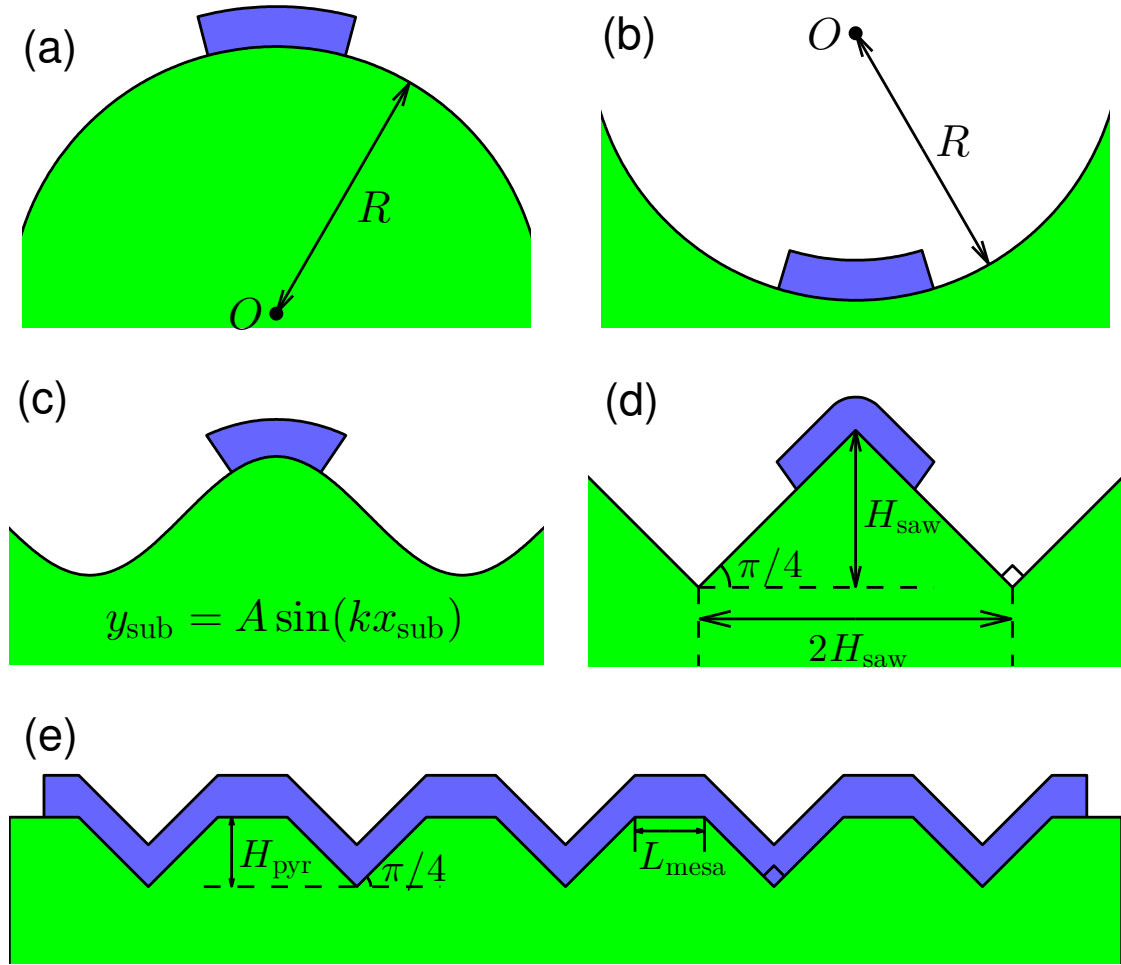 (a)
R
O
(b)
O
R
(c)
y_sub = A sin(kx_sub)
(d)
H_saw
π/4
2H_saw
(e)
H_pyr
π/4
L_mesa